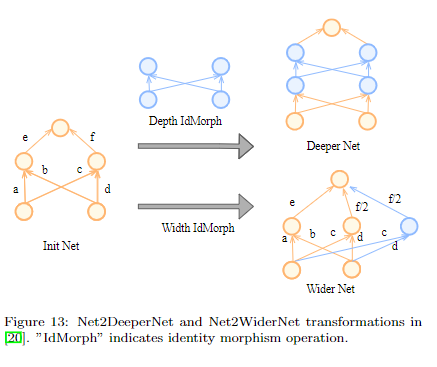 Depth IdMorph
Deeper Net
e
f
b
c
a
d
Init Net
Width IdMorph
e
f/2
f/2
a
b
c
d
c
d
Wider Net
Figure 13: Net2DeeperNet and Net2WiderNet transformations in
[20]. "IdMorph" indicates identity morphism operation.